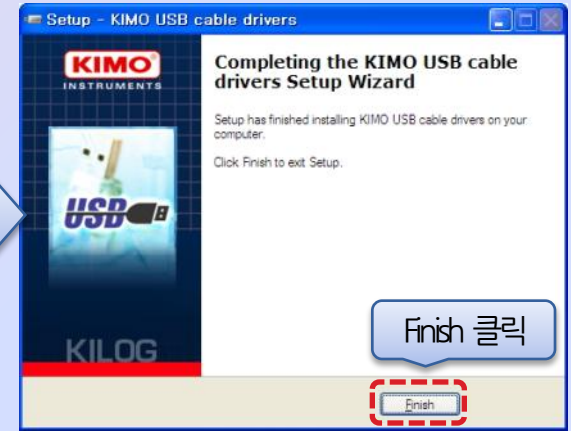 Setup - KIMO USB cable drivers
KIMO
INSTRUMENTS
Completing the KIMO USB cable
drivers Setup Wizard
Setup has finished installing KIMO USB cable drivers on your
computer.
Click Finish to exit Setup.
USB
KILOG
Finish 클릭
Finish